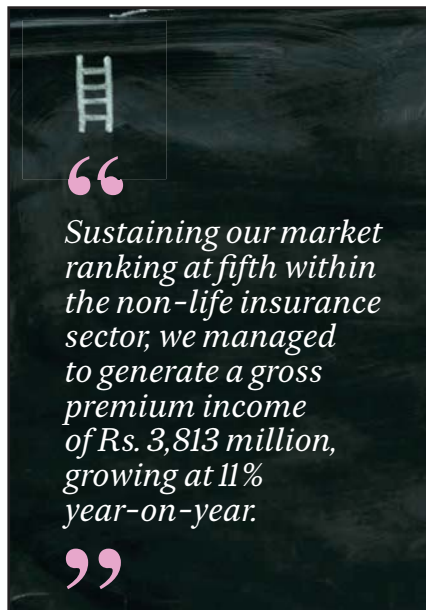 “
Sustaining our market
ranking at fifth within
the non-life insurance
sector, we managed
to generate a gross
premium income
of Rs. 3,813 million,
growing at 11%
year-on-year.
”